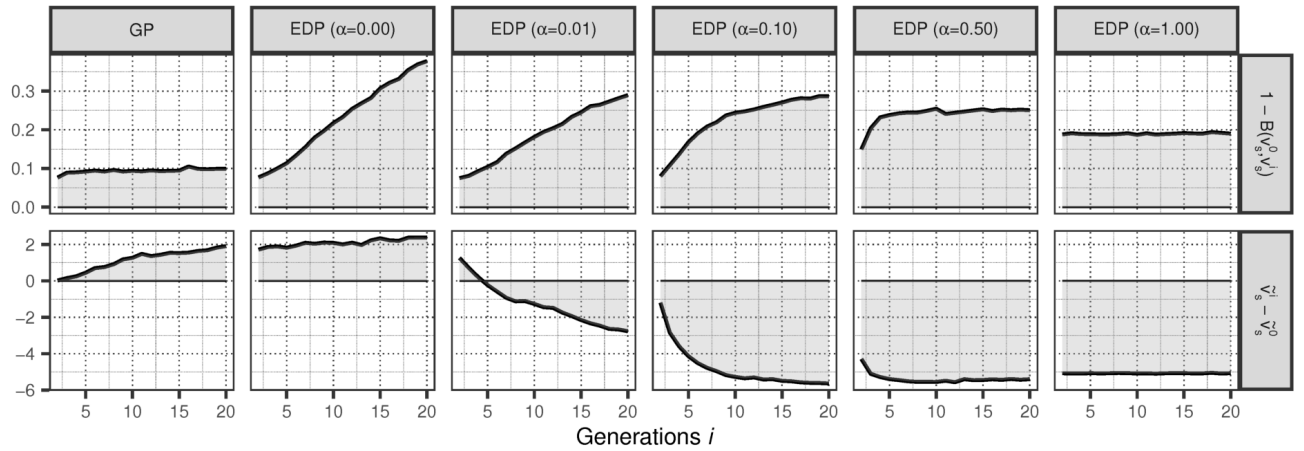 GP
EDP (α=0.00)
EDP (α=0.01)
EDP (α=0.10)
EDP (α=0.50)
EDP (α=1.00)
0.3
0.2
0.1
0.0
1 − B(v_s^0, v_s^i)
2
0
−2
−4
−6
ṽ_s^i − ṽ_s^0
5 10 15 20 5 10 15 20 5 10 15 20 5 10 15 20 5 10 15 20 5 10 15 20
Generations i